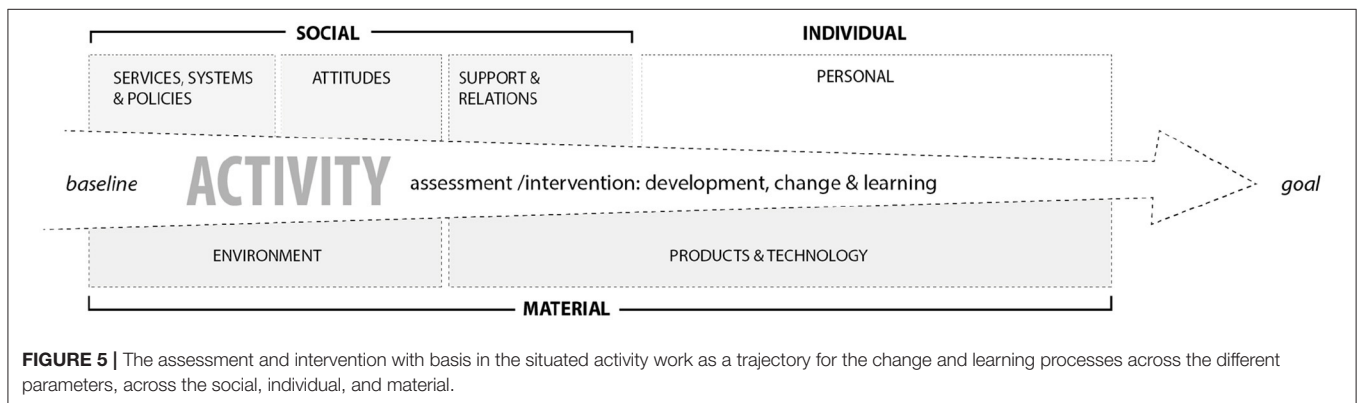 SOCIAL
INDIVIDUAL
SERVICES, SYSTEMS
& POLICIES
ATTITUDES
SUPPORT &
RELATIONS
PERSONAL
baseline
ACTIVITY
assessment /intervention: development, change & learning
goal
ENVIRONMENT
PRODUCTS & TECHNOLOGY
MATERIAL
FIGURE 5 | The assessment and intervention with basis in the situated activity work as a trajectory for the change and learning processes across the different
parameters, across the social, individual, and material.